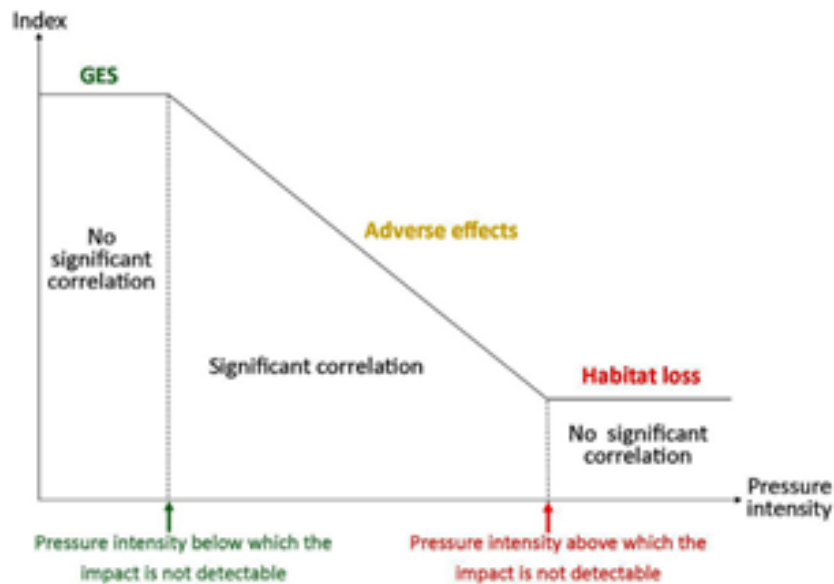 Index
GES
No
significant
correlation
Adverse effects
Significant correlation
Habitat loss
No significant
correlation
Pressure
intensity
Pressure intensity below which the
impact is not detectable
Pressure intensity above which the
impact is not detectable